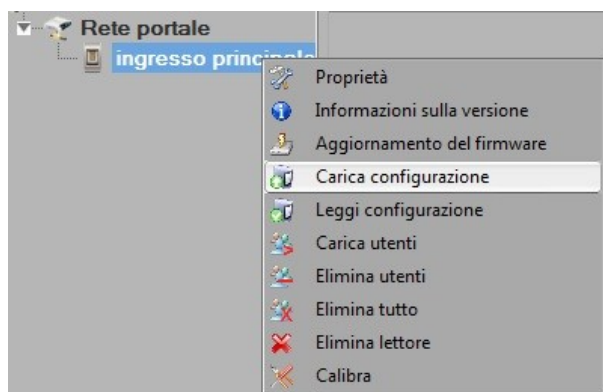 Rete portale
ingresso principale
Proprietà
Informazioni sulla versione
Aggiornamento del firmware
Carica configurazione
Leggi configurazione
Carica utenti
Elimina utenti
Elimina tutto
Elimina lettore
Calibra